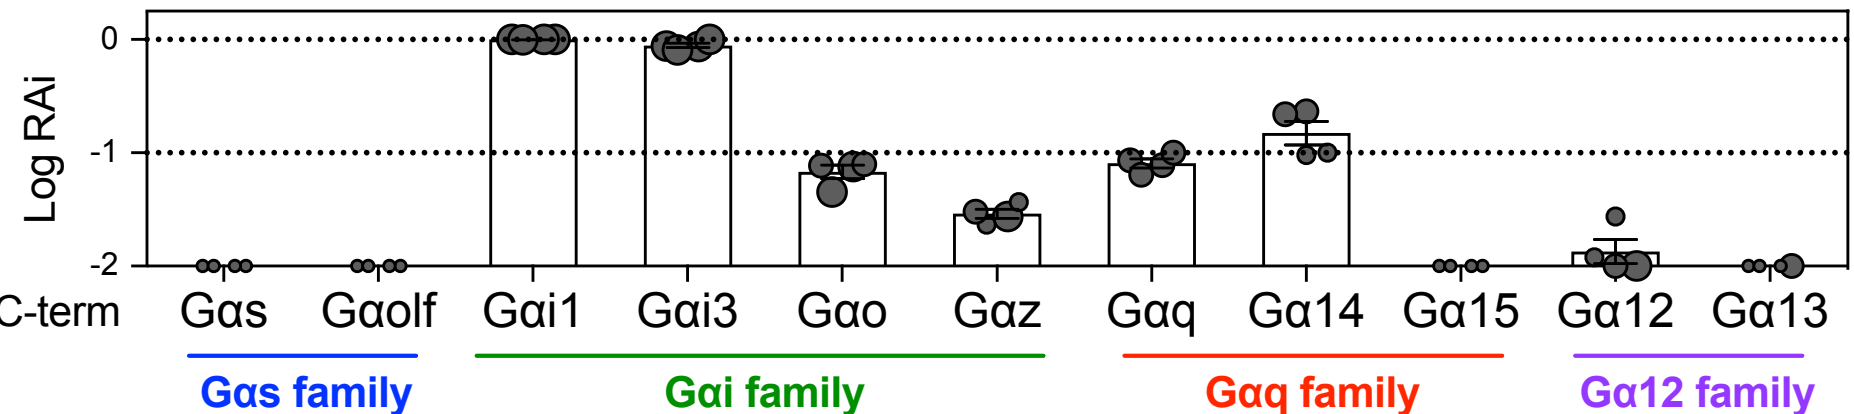 0
Log RAi
-1
-2
C-term Gαs Gαolf Gαi1 Gαi3 Gαo Gαz Gαq Gα14 Gα15 Gα12 Gα13
Gαs family Gαi family Gαq family Gα12 family